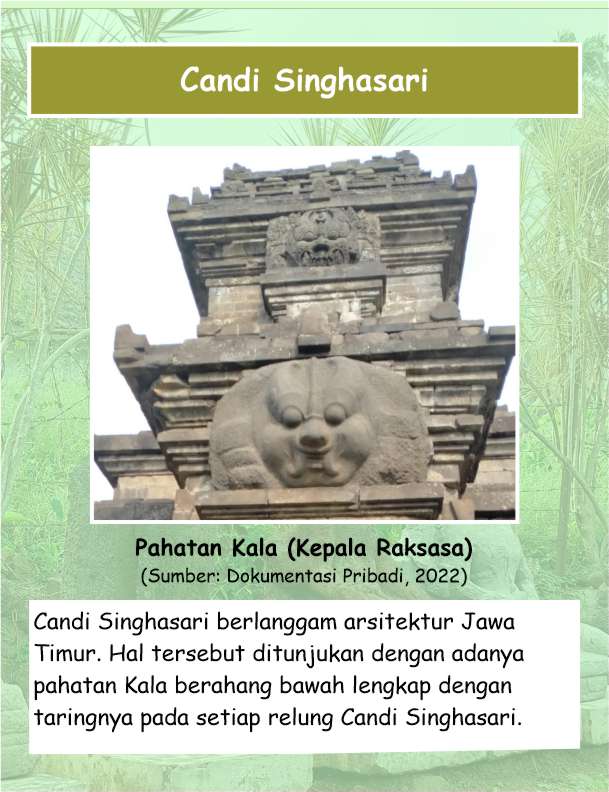 Candi Singhasari
Pahatan Kala (Kepala Raksasa)
(Sumber: Dokumentasi Pribadi, 2022)
Candi Singhasari berlanggam arsitektur Jawa
Timur. Hal tersebut ditunjukan dengan adanya
pahatan Kala berahang bawah lengkap dengan
taringnya pada setiap relung Candi Singhasari.